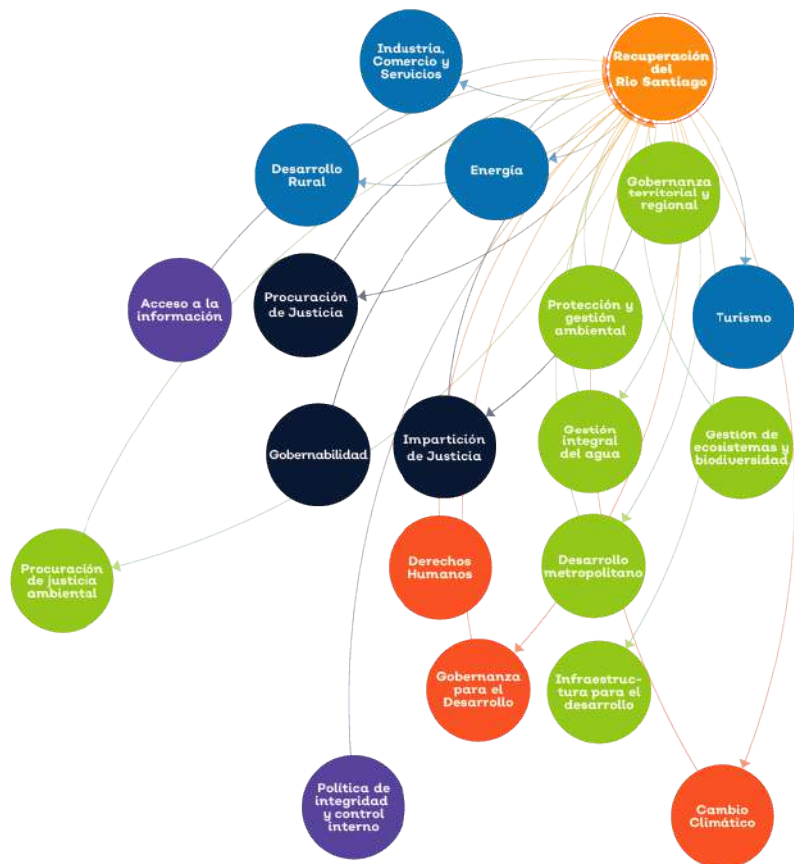 Industria,
Comercio y
Servicios
Recuperación
del
Rio Santiago
Desarrollo
Rural
Energía
Gobernanza
territorial y
regional
Acceso a la
información
Procuración
de Justicia
Protección y
gestión
ambiental
Turismo
Gobernabilidad
Impartición
de Justicia
Gestión
integral
del agua
Gestión de
ecosistemas y
biodiversidad
Procuración
de justicia
ambiental
Derechos
Humanos
Desarrollo
metropolitano
Gobernanza
para el
Desarrollo
Infraestruc-
tura para el
desarrollo
Política de
integridad
y control
interno
Cambio
Climático